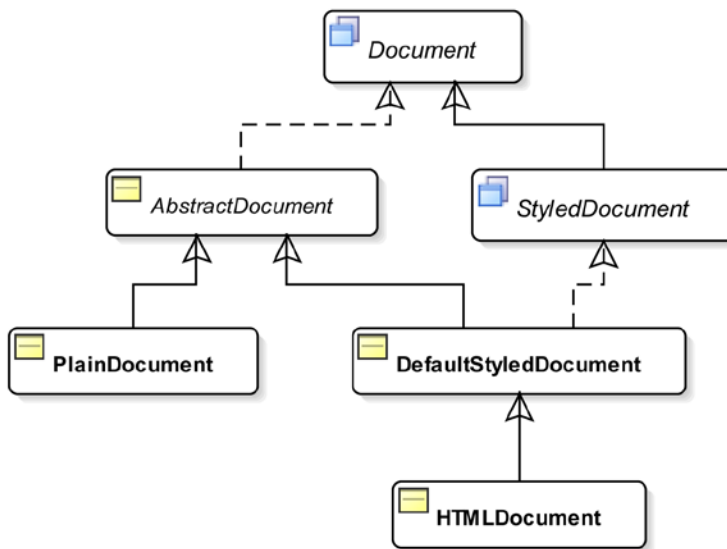 Document
AbstractDocument
StyledDocument
PlainDocument
DefaultStyledDocument
HTMLDocument